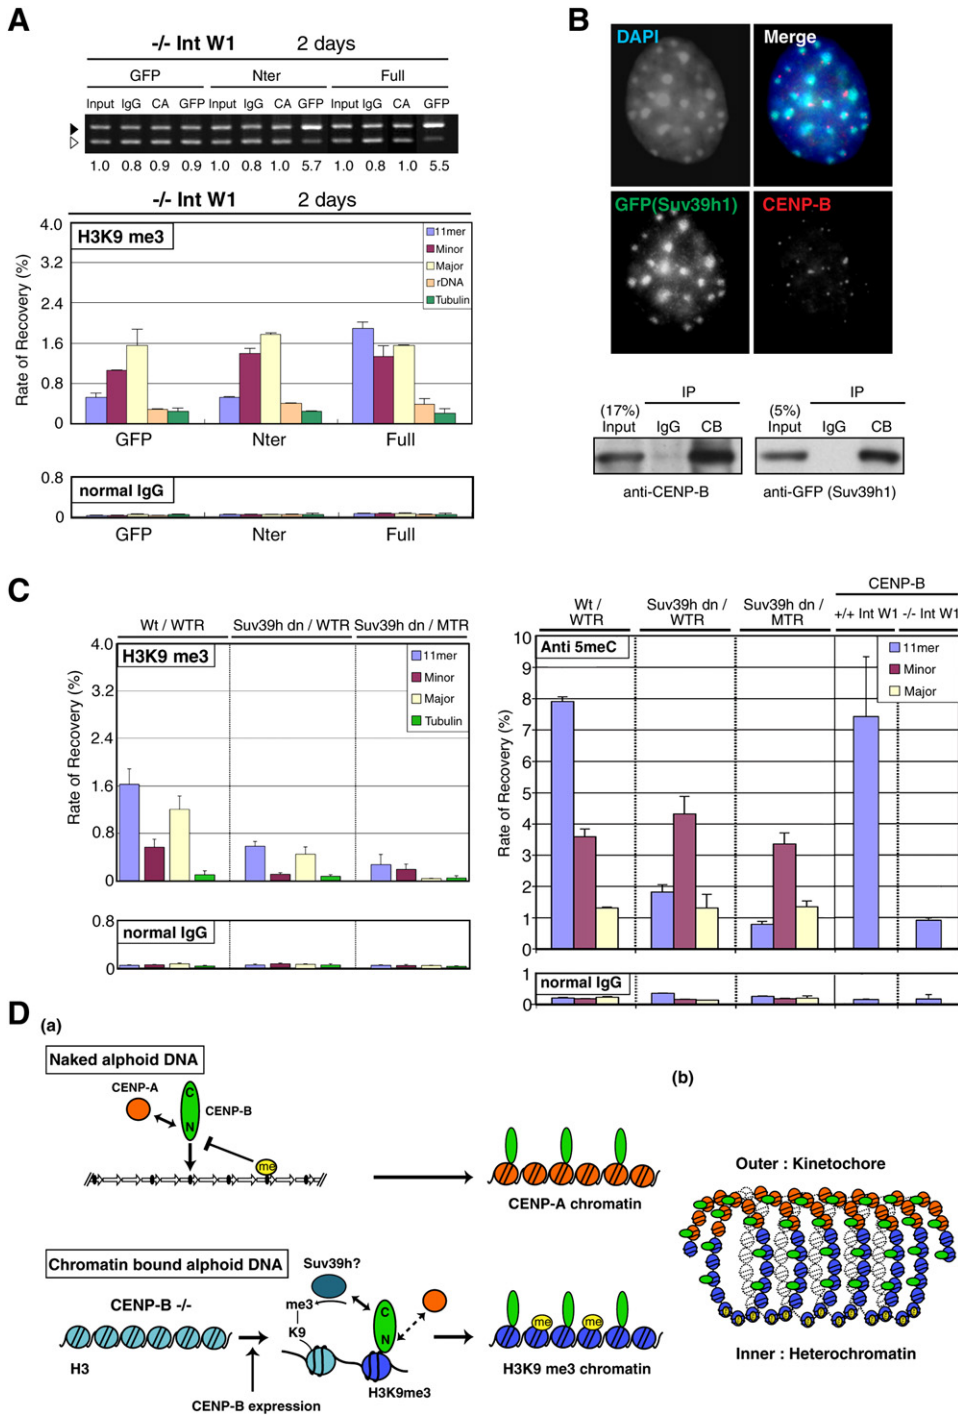 A
-/- Int W1 2 days
GFP Nter Full
Input IgG CA GFP Input IgG CA GFP Input IgG CA GFP
1.0 0.8 0.9 0.9 1.0 0.8 1.0 5.7 1.0 0.8 1.0 5.5
-/- Int W1 2 days
H3K9 me3
11mer
Minor
Major
rDNA
Tubulin
Rate of Recovery (%)
4.0
3.2
2.4
1.6
0.8
0
GFP Nter Full
0.8
normal IgG
0
GFP Nter Full
B
DAPI Merge
GFP(Suv39h1) CENP-B
IP IP
(17%) Input IgG CB (5%) Input IgG CB
anti-CENP-B anti-GFP (Suv39h1)
C
Wt / WTR Suv39h dn / WTR Suv39h dn / MTR
H3K9 me3
11mer
Minor
Major
Tubulin
Rate of Recovery (%)
4.0
3.2
2.4
1.6
0.8
0
0.8
normal IgG
0
CENP-B
Wt / WTR Suv39h dn / WTR Suv39h dn / MTR +/+ Int W1 -/- Int W1
Anti 5meC
11mer
Minor
Major
Rate of Recovery (%)
10
9
8
7
6
5
4
3
2
1
0
1
normal IgG
0
D
(a)
Naked alphoid DNA
CENP-A
C
N
CENP-B
me
CENP-A chromatin
Chromatin bound alphoid DNA
CENP-B -/-
H3
CENP-B expression
Suv39h?
me3
K9
C
N
H3K9me3
me me
H3K9 me3 chromatin
(b)
Outer : Kinetochore
Inner : Heterochromatin